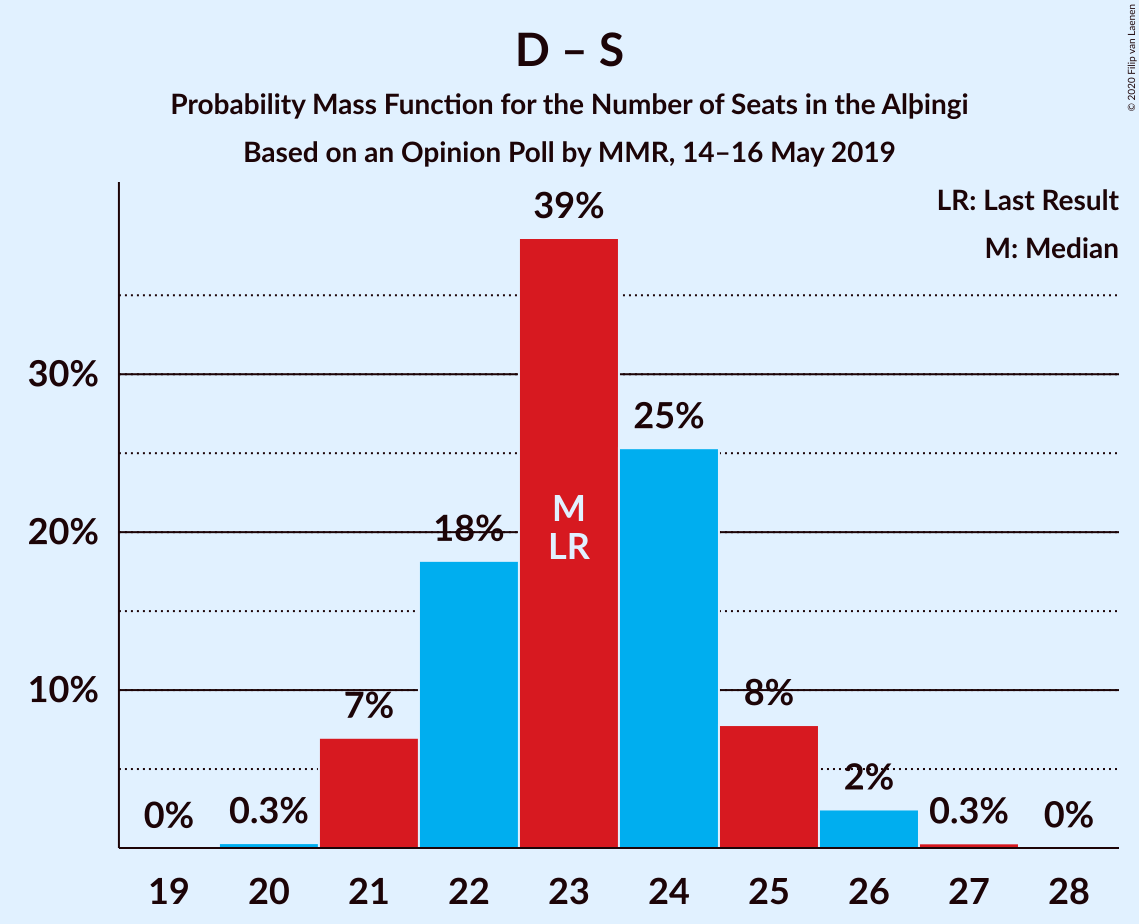 D – S
Probability Mass Function for the Number of Seats in the Alþingi
Based on an Opinion Poll by MMR, 14–16 May 2019
© 2020 Filip van Laenen
LR: Last Result
M: Median
30%
20%
10%
0%
0.3%
7%
18%
39%
M
LR
25%
8%
2%
0.3%
0%
19 20 21 22 23 24 25 26 27 28